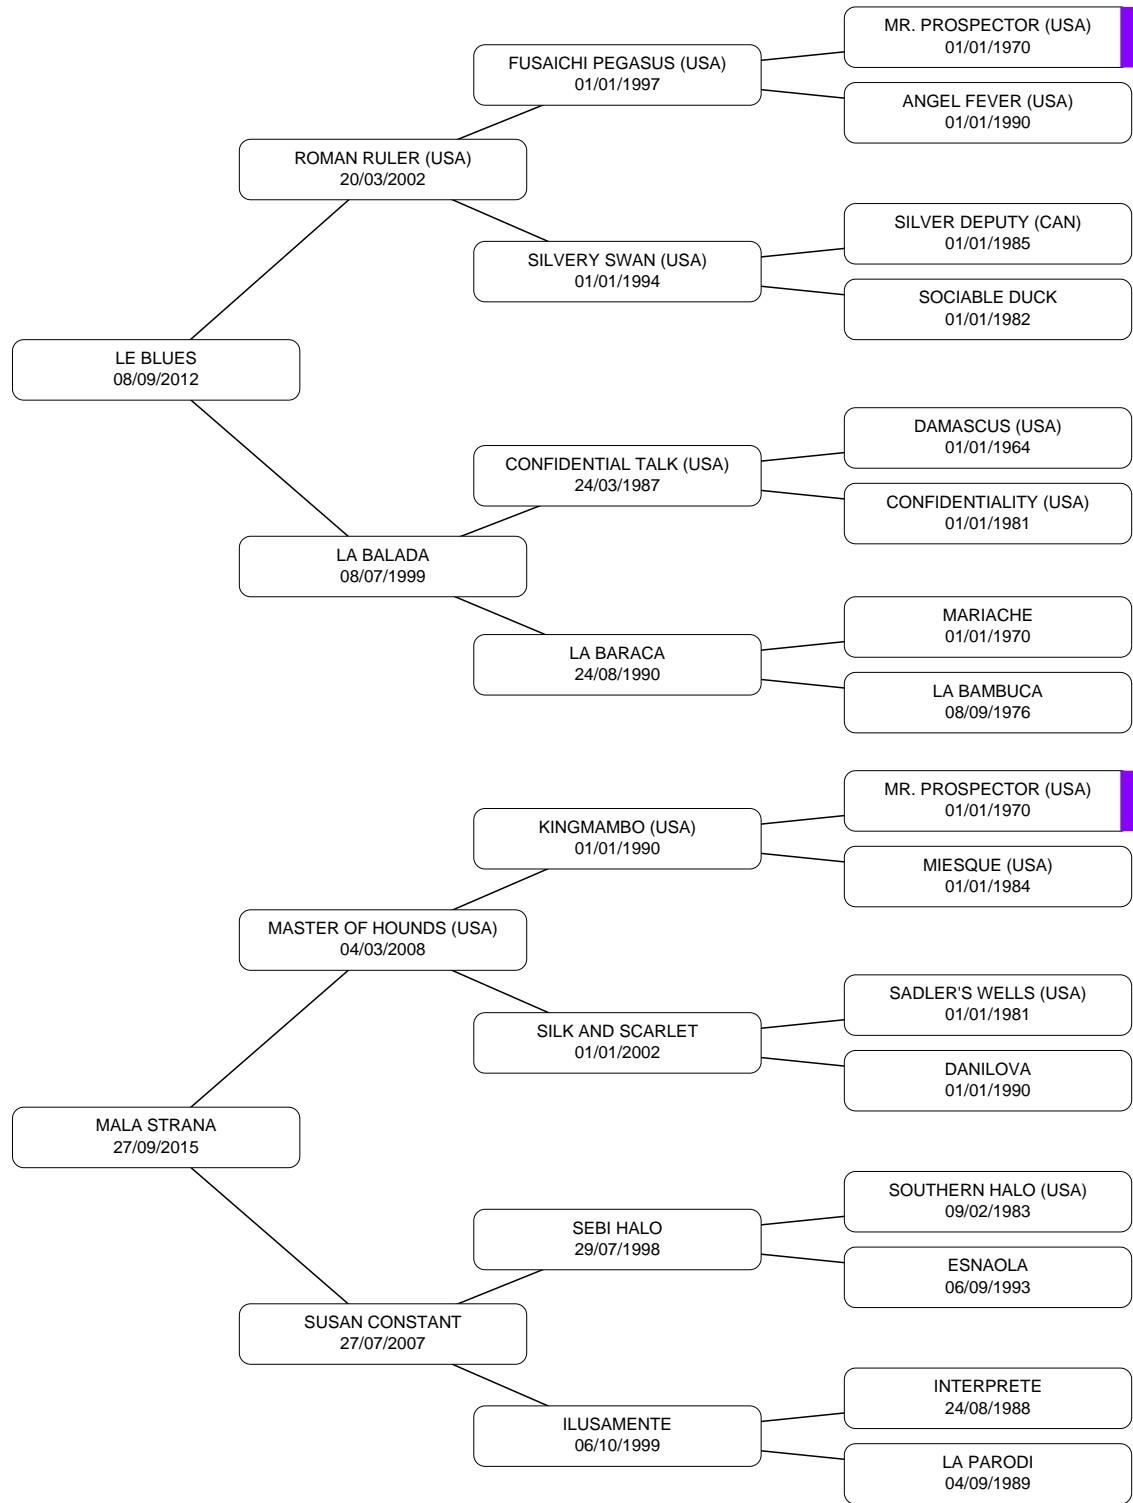 MR. PROSPECTOR (USA)
01/01/1970
FUSAICHI PEGASUS (USA)
01/01/1997
ANGEL FEVER (USA)
01/01/1990
ROMAN RULER (USA)
20/03/2002
SILVER DEPUTY (CAN)
01/01/1985
SILVERY SWAN (USA)
01/01/1994
SOCIABLE DUCK
01/01/1982
LE BLUES
08/09/2012
DAMASCUS (USA)
01/01/1964
CONFIDENTIAL TALK (USA)
24/03/1987
CONFIDENTIALITY (USA)
01/01/1981
LA BALADA
08/07/1999
MARIACHE
01/01/1970
LA BARACA
24/08/1990
LA BAMBUCA
08/09/1976
MR. PROSPECTOR (USA)
01/01/1970
KINGMAMBO (USA)
01/01/1990
MIESQUE (USA)
01/01/1984
MASTER OF HOUNDS (USA)
04/03/2008
SADLER'S WELLS (USA)
01/01/1981
SILK AND SCARLET
01/01/2002
DANILOVA
01/01/1990
MALA STRANA
27/09/2015
SOUTHERN HALO (USA)
09/02/1983
SEBI HALO
29/07/1998
ESNAOLA
06/09/1993
SUSAN CONSTANT
27/07/2007
INTERPRETE
24/08/1988
ILUSAMENTE
06/10/1999
LA PARODI
04/09/1989